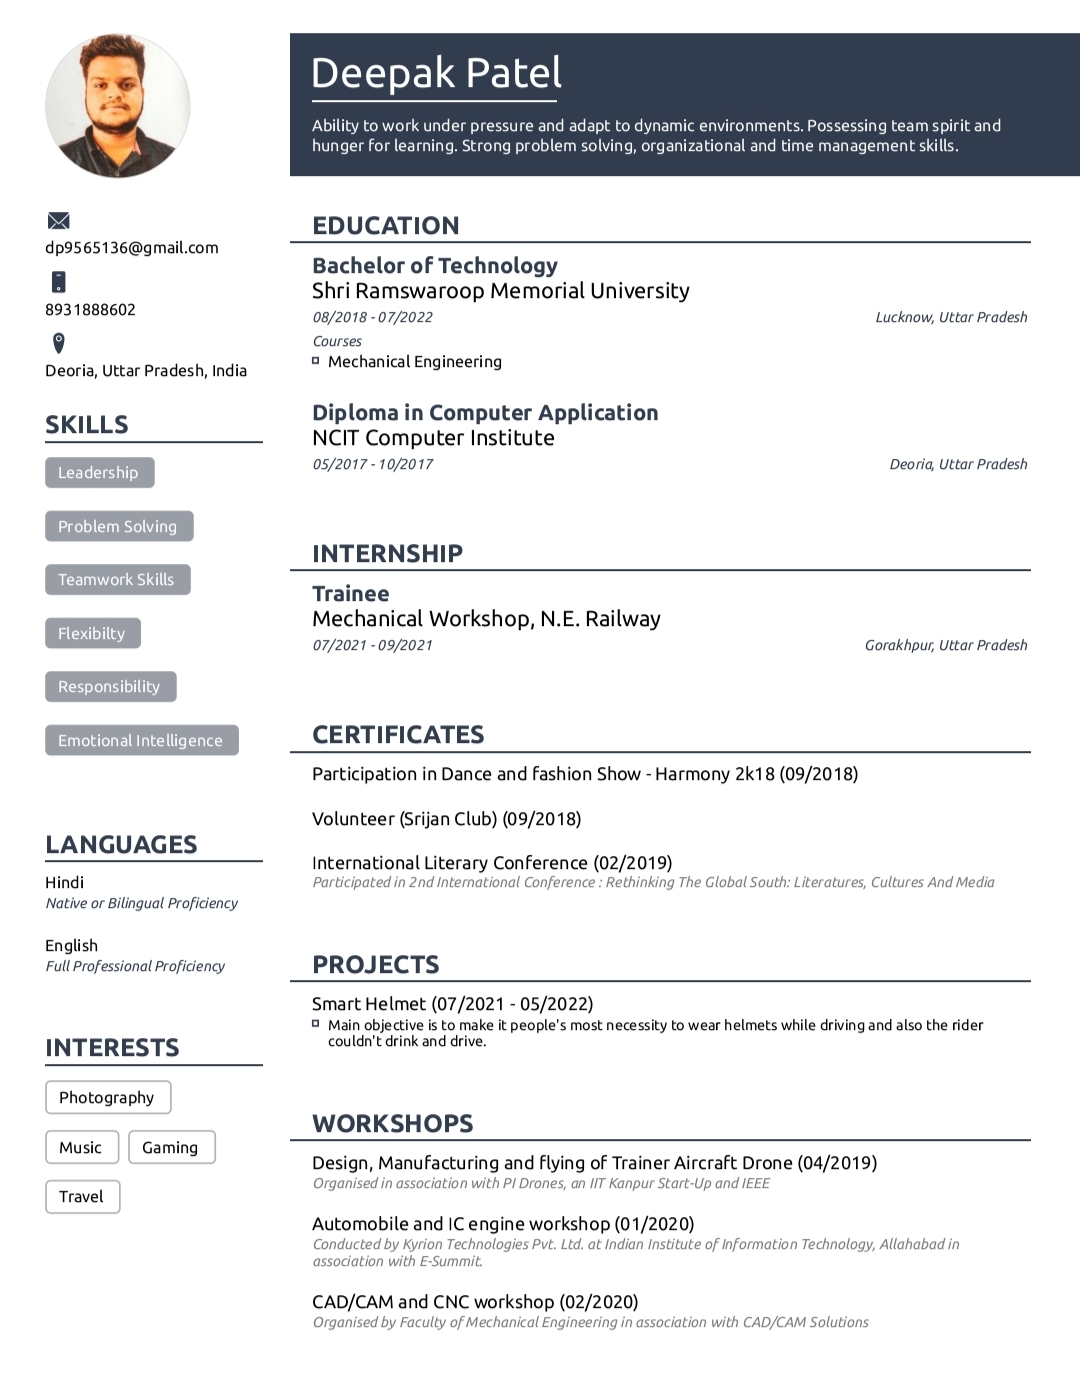 Deepak Patel
Ability to work under pressure and adapt to dynamic environments. Possessing team spirit and
hunger for learning. Strong problem solving, organizational and time management skills.
dp9565136@gmail.com
8931888602
Deoria, Uttar Pradesh, India
SKILLS
Leadership
Problem Solving
Teamwork Skills
Flexibilty
Responsibility
Emotional Intelligence
LANGUAGES
Hindi
Native or Bilingual Proficiency
English
Full Professional Proficiency
INTERESTS
Photography
Music Gaming
Travel
EDUCATION
Bachelor of Technology
Shri Ramswaroop Memorial University
08/2018 - 07/2022 Lucknow, Uttar Pradesh
Courses
Mechanical Engineering
Diploma in Computer Application
NCIT Computer Institute
05/2017 - 10/2017 Deoria, Uttar Pradesh
INTERNSHIP
Trainee
Mechanical Workshop, N.E. Railway
07/2021 - 09/2021 Gorakhpur, Uttar Pradesh
CERTIFICATES
Participation in Dance and fashion Show - Harmony 2k18 (09/2018)
Volunteer (Srijan Club) (09/2018)
International Literary Conference (02/2019)
Participated in 2nd International Conference : Rethinking The Global South: Literatures, Cultures And Media
PROJECTS
Smart Helmet (07/2021 - 05/2022)
Main objective is to make it people's most necessity to wear helmets while driving and also the rider
couldn't drink and drive.
WORKSHOPS
Design, Manufacturing and flying of Trainer Aircraft Drone (04/2019)
Organised in association with PI Drones, an IIT Kanpur Start-Up and IEEE
Automobile and IC engine workshop (01/2020)
Conducted by Kyrion Technologies Pvt. Ltd. at Indian Institute of Information Technology, Allahabad in
association with E-Summit.
CAD/CAM and CNC workshop (02/2020)
Organised by Faculty of Mechanical Engineering in association with CAD/CAM Solutions